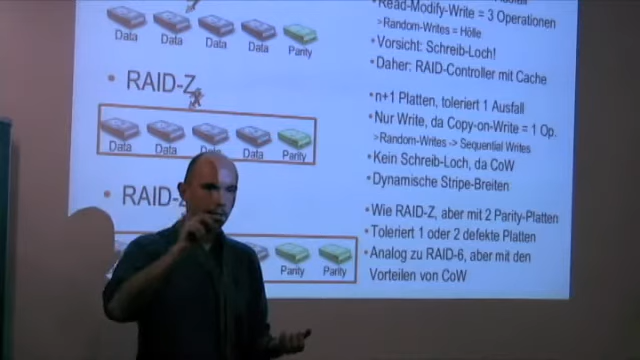 Read-Modify-Write = 3 Operationen
>Random-Writes = Hölle
• Vorsicht: Schreib-Loch!
• Daher: RAID-Controller mit Cache
Data Data Data Data Parity
• RAID-Z
• n+1 Platten, toleriert 1 Ausfall
• Nur Write, da Copy-on-Write = 1 Op.
>Random-Writes -> Sequential Writes
• Kein Schreib-Loch, da CoW
• Dynamische Stripe-Breiten
Data Data Data Data Parity
• RAID-Z
• Wie RAID-Z, aber mit 2 Parity-Platten
• Toleriert 1 oder 2 defekte Platten
• Analog zu RAID-6, aber mit den
Vorteilen von CoW
Parity Parity